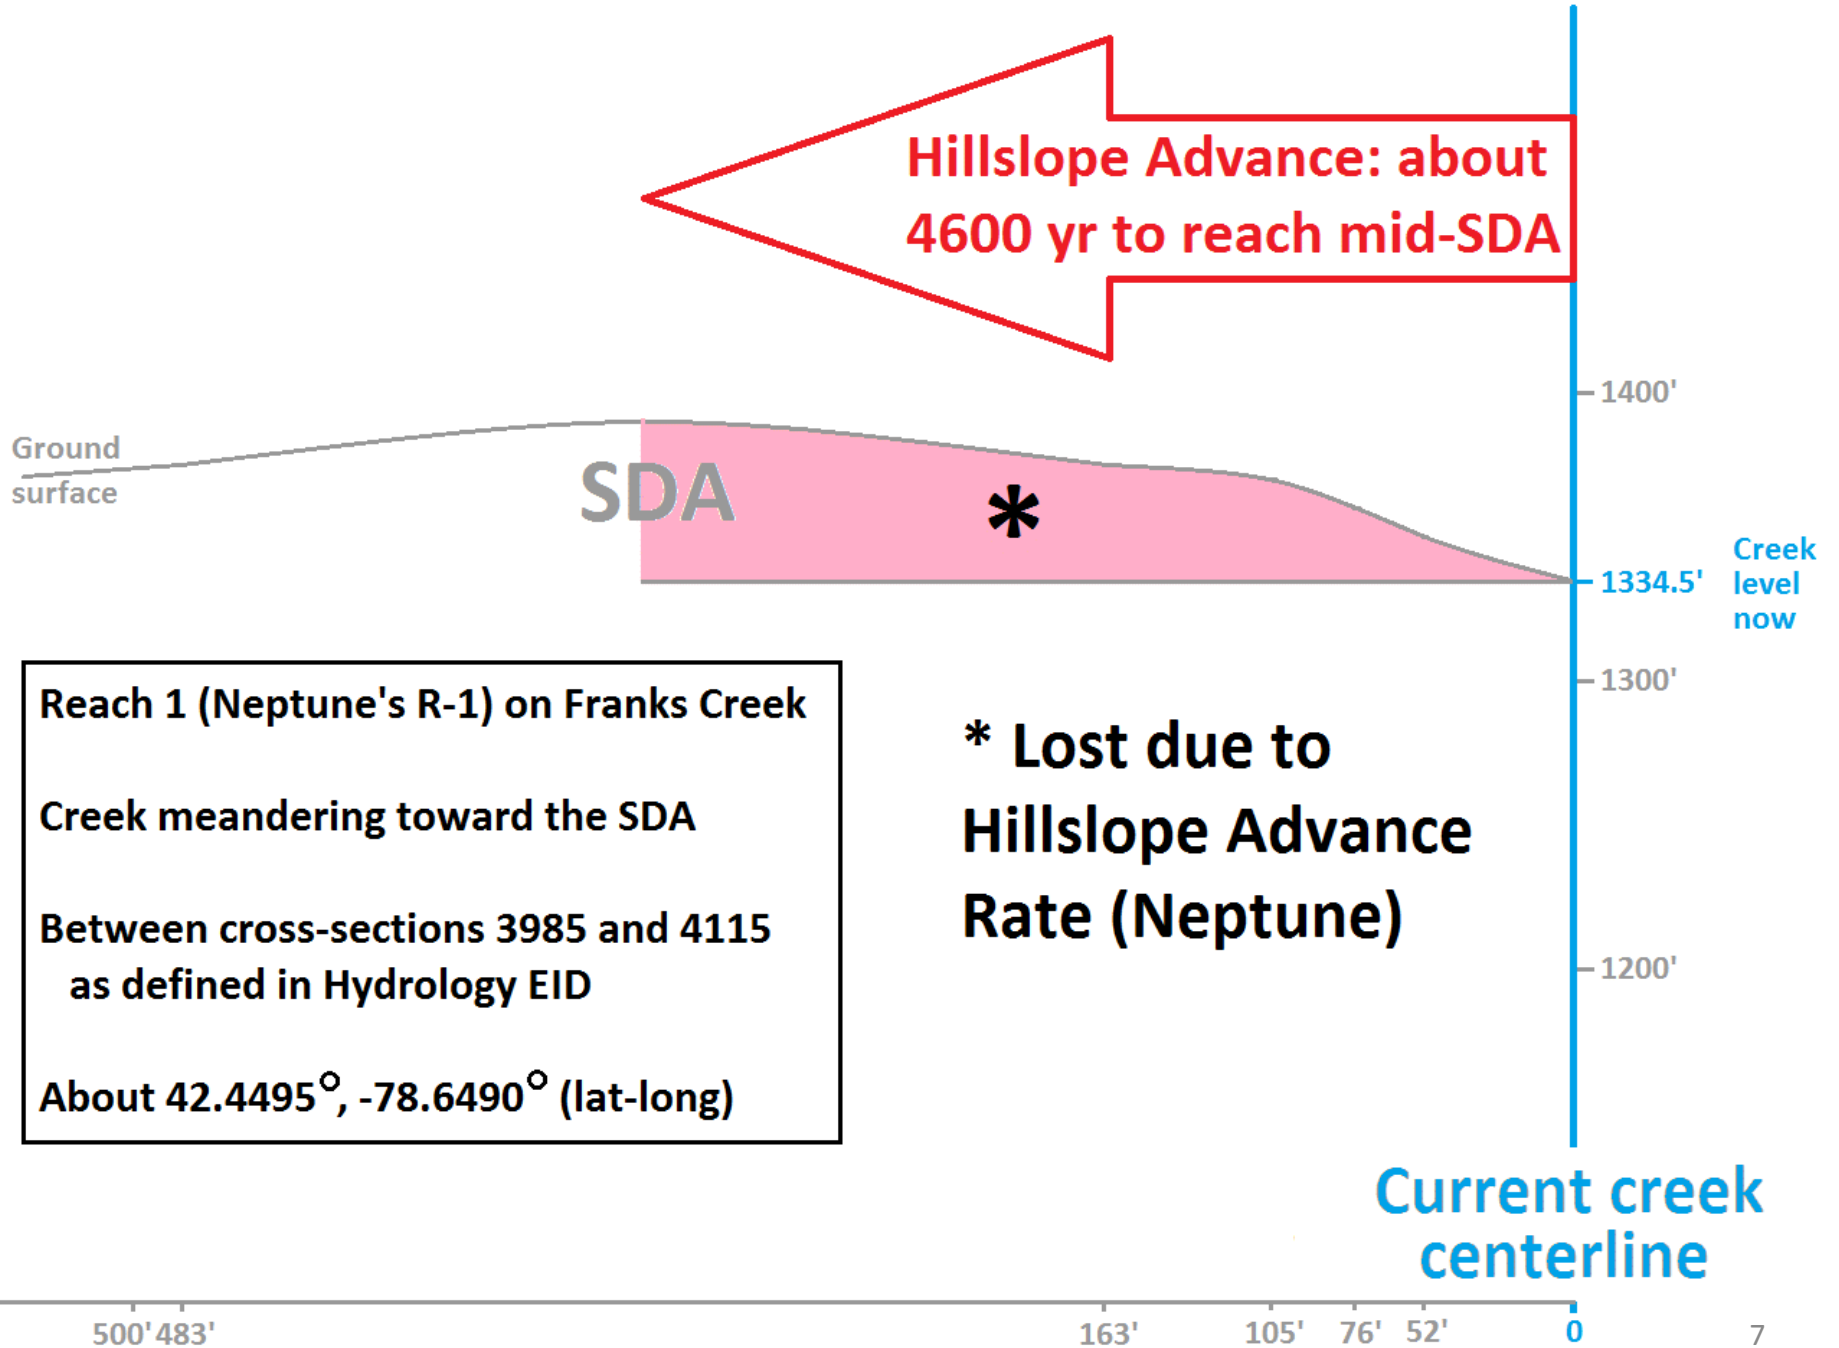 Hillslope Advance: about
4600 yr to reach mid-SDA
1400'
Ground
surface
SDA
*
Creek
level
now
1334.5'
1300'
Reach 1 (Neptune's R-1) on Franks Creek
Creek meandering toward the SDA
Between cross-sections 3985 and 4115
as defined in Hydrology EID
About 42.4495°, -78.6490° (lat-long)
* Lost due to
Hillslope Advance
Rate (Neptune)
1200'
Current creek
centerline
500' 483' 163' 105' 76' 52' 0
7